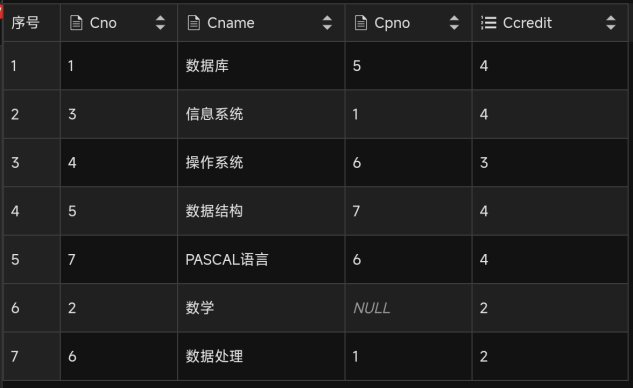 序号 Cno Cname Cpno Ccredit
1 1 数据库 5 4
2 3 信息系统 1 4
3 4 操作系统 6 3
4 5 数据结构 7 4
5 7 PASCAL语言 6 4
6 2 数学 NULL 2
7 6 数据处理 1 2